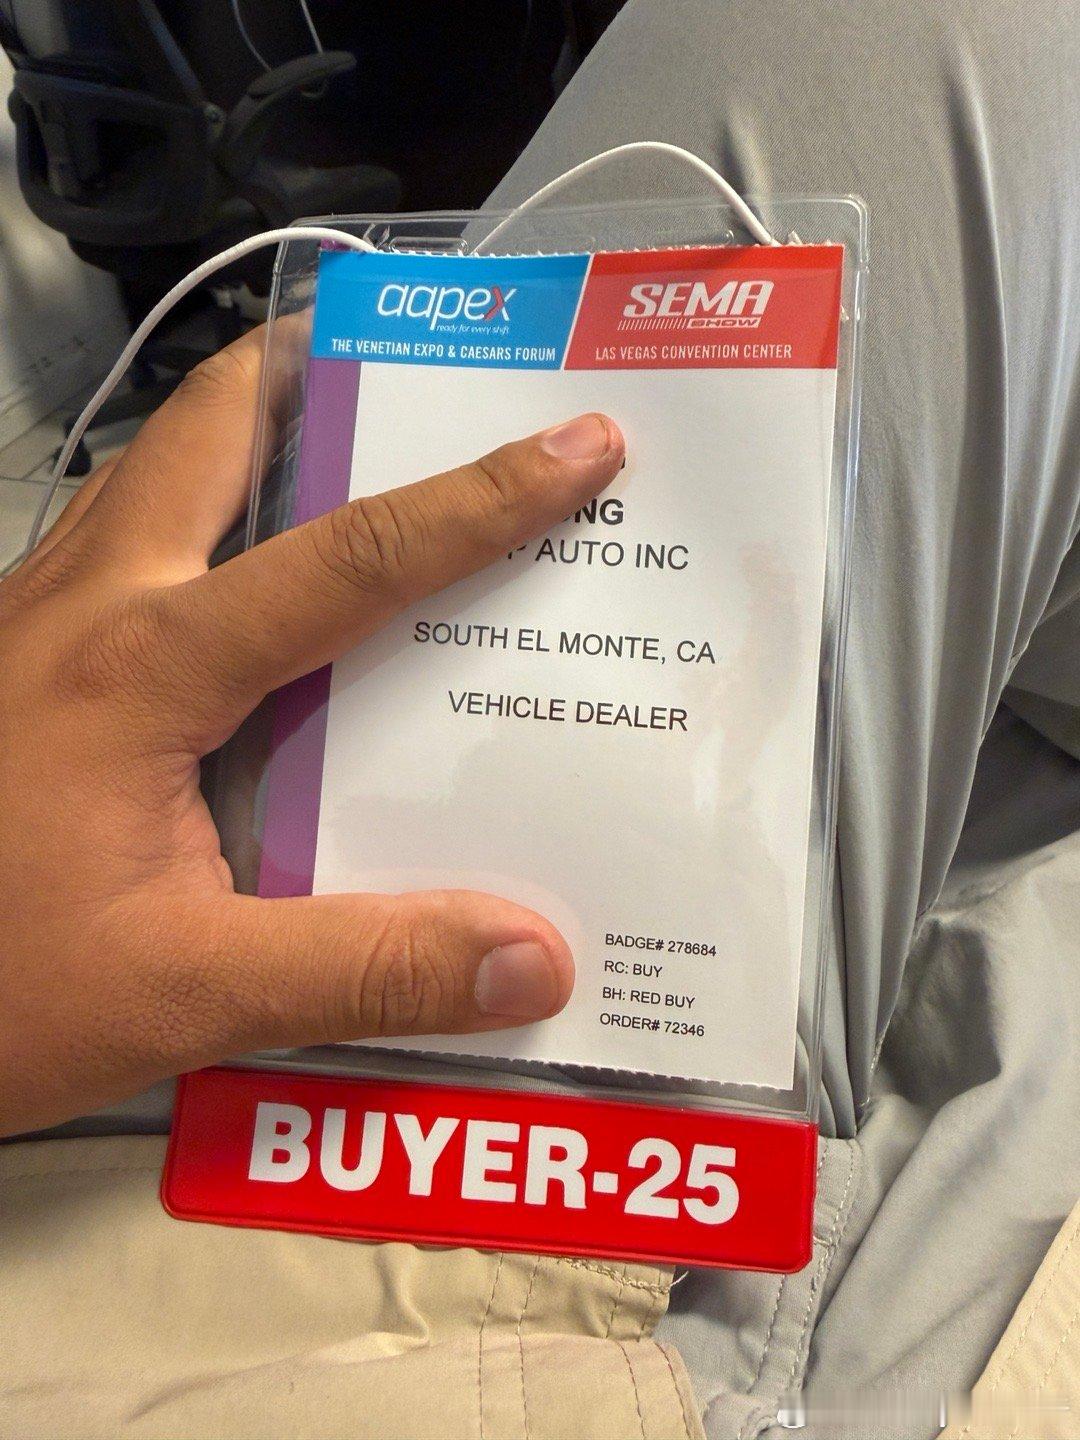 aapex
ready for every shift
THE VENETIAN EXPO & CAESARS FORUM
SEMA
SHOW
LAS VEGAS CONVENTION CENTER
AUTO INC
SOUTH EL MONTE, CA
VEHICLE DEALER
BADGE# 278684
RC: BUY
BH: RED BUY
ORDER# 72346
BUYER-25